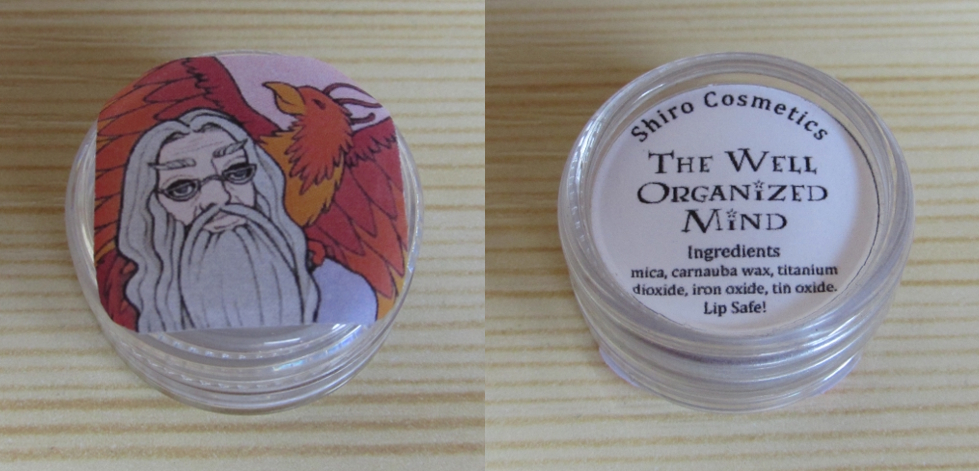 Shiro Cosmetics
THE WELL
ORGANIZED
MIND
Ingredients
mica, carnauba wax, titanium
dioxide, iron oxide, tin oxide.
Lip Safe!